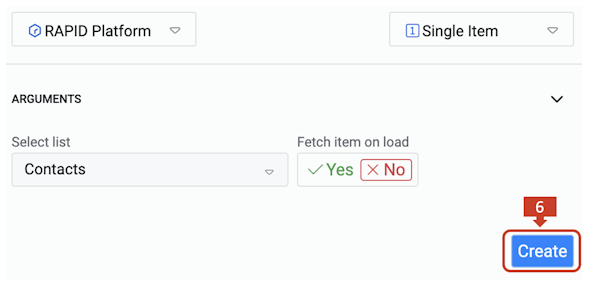 RAPID Platform
1 Single Item
ARGUMENTS
Select list
Fetch item on load
Contacts
Yes No
6
Create